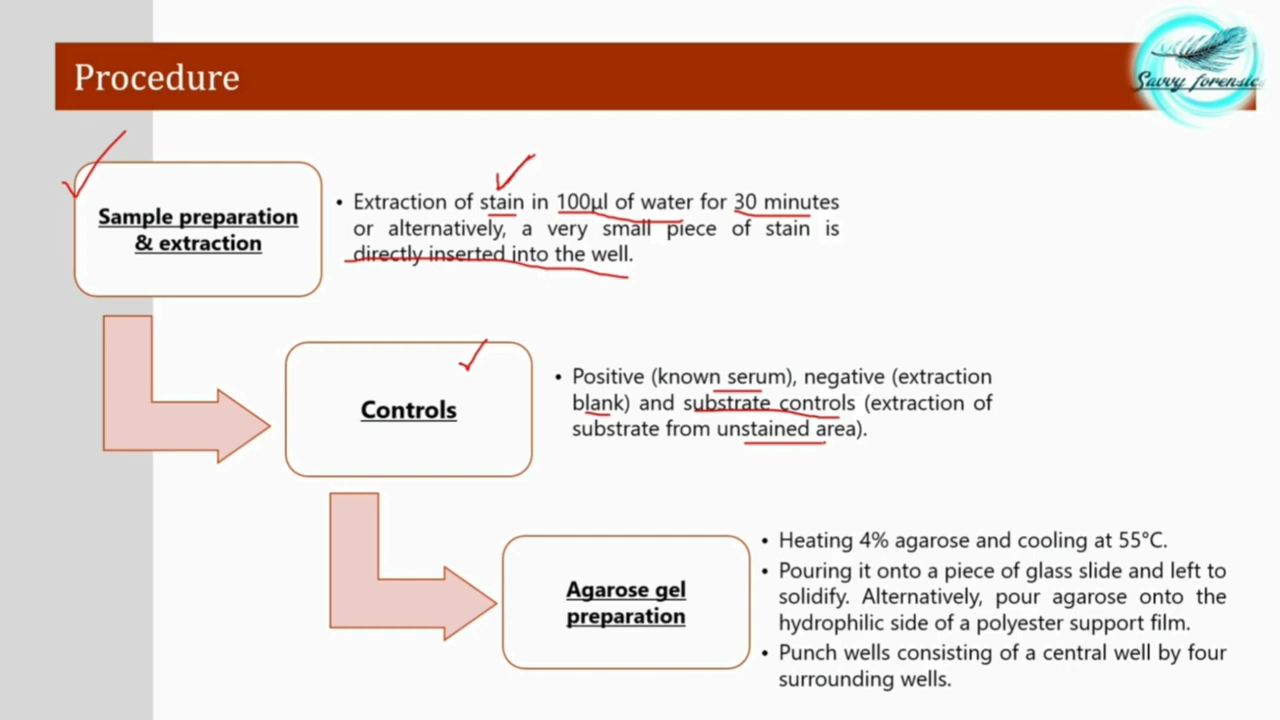 Procedure
Savvy forensics
Sample preparation
& extraction
• Extraction of stain in 100µl of water for 30 minutes
or alternatively, a very small piece of stain is
directly inserted into the well.
Controls
• Positive (known serum), negative (extraction
blank) and substrate controls (extraction of
substrate from unstained area).
Agarose gel
preparation
• Heating 4% agarose and cooling at 55°C.
• Pouring it onto a piece of glass slide and left to
solidify. Alternatively, pour agarose onto the
hydrophilic side of a polyester support film.
• Punch wells consisting of a central well by four
surrounding wells.